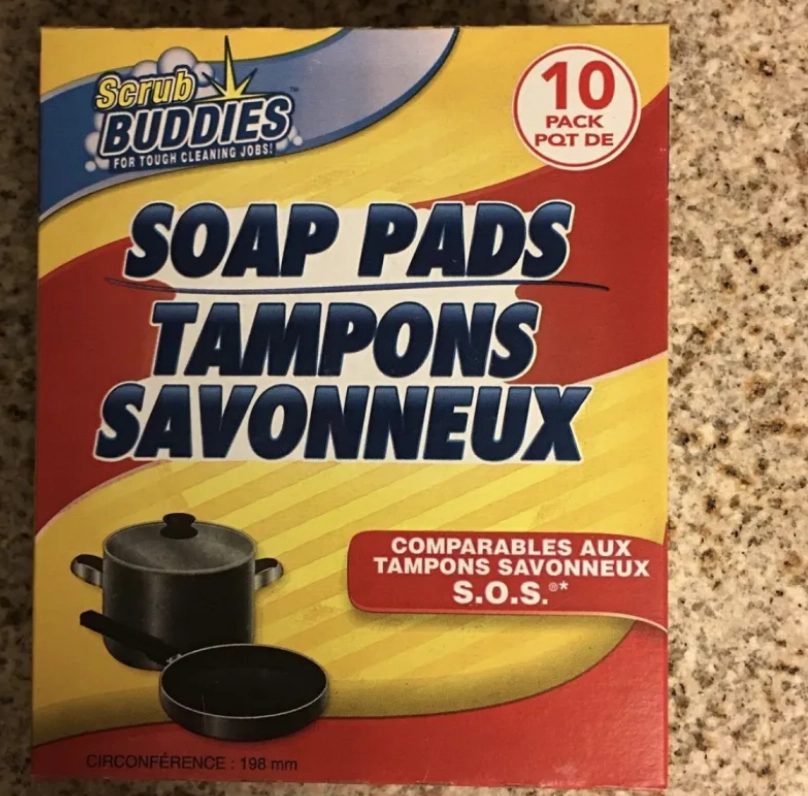 Scrub
BUDDIES™
FOR TOUGH CLEANING JOBS!
10
PACK
PQT DE
SOAP PADS
TAMPONS
SAVONNEUX
COMPARABLES AUX
TAMPONS SAVONNEUX
S.O.S.®*
CIRCONFÉRENCE : 198 mm